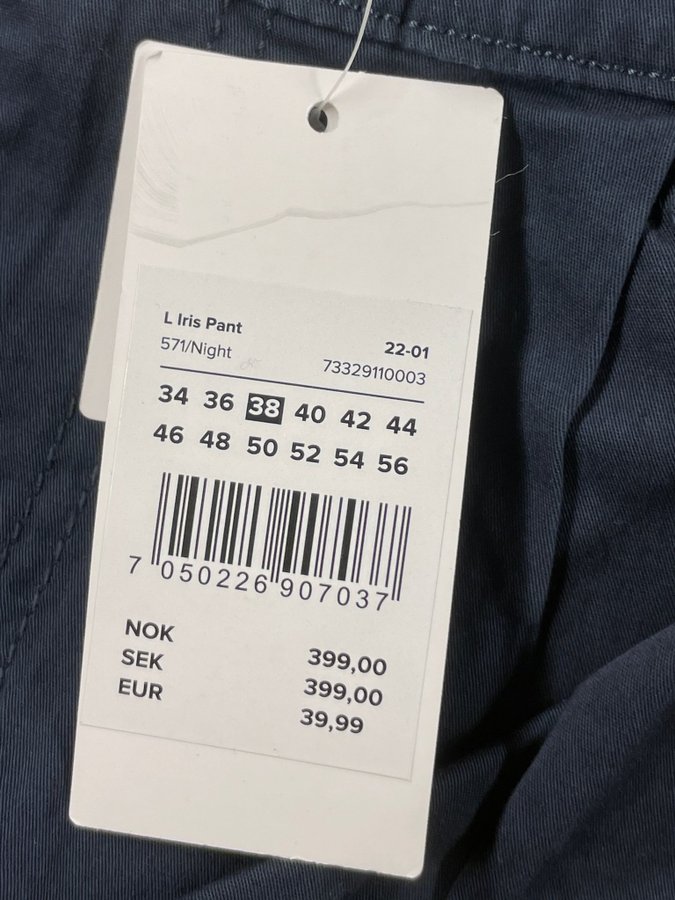 L Iris Pant 22-01
571/Night 73329110003
34 36 38 40 42 44
46 48 50 52 54 56
7 050226 907037
NOK 399,00
SEK 399,00
EUR 39,99